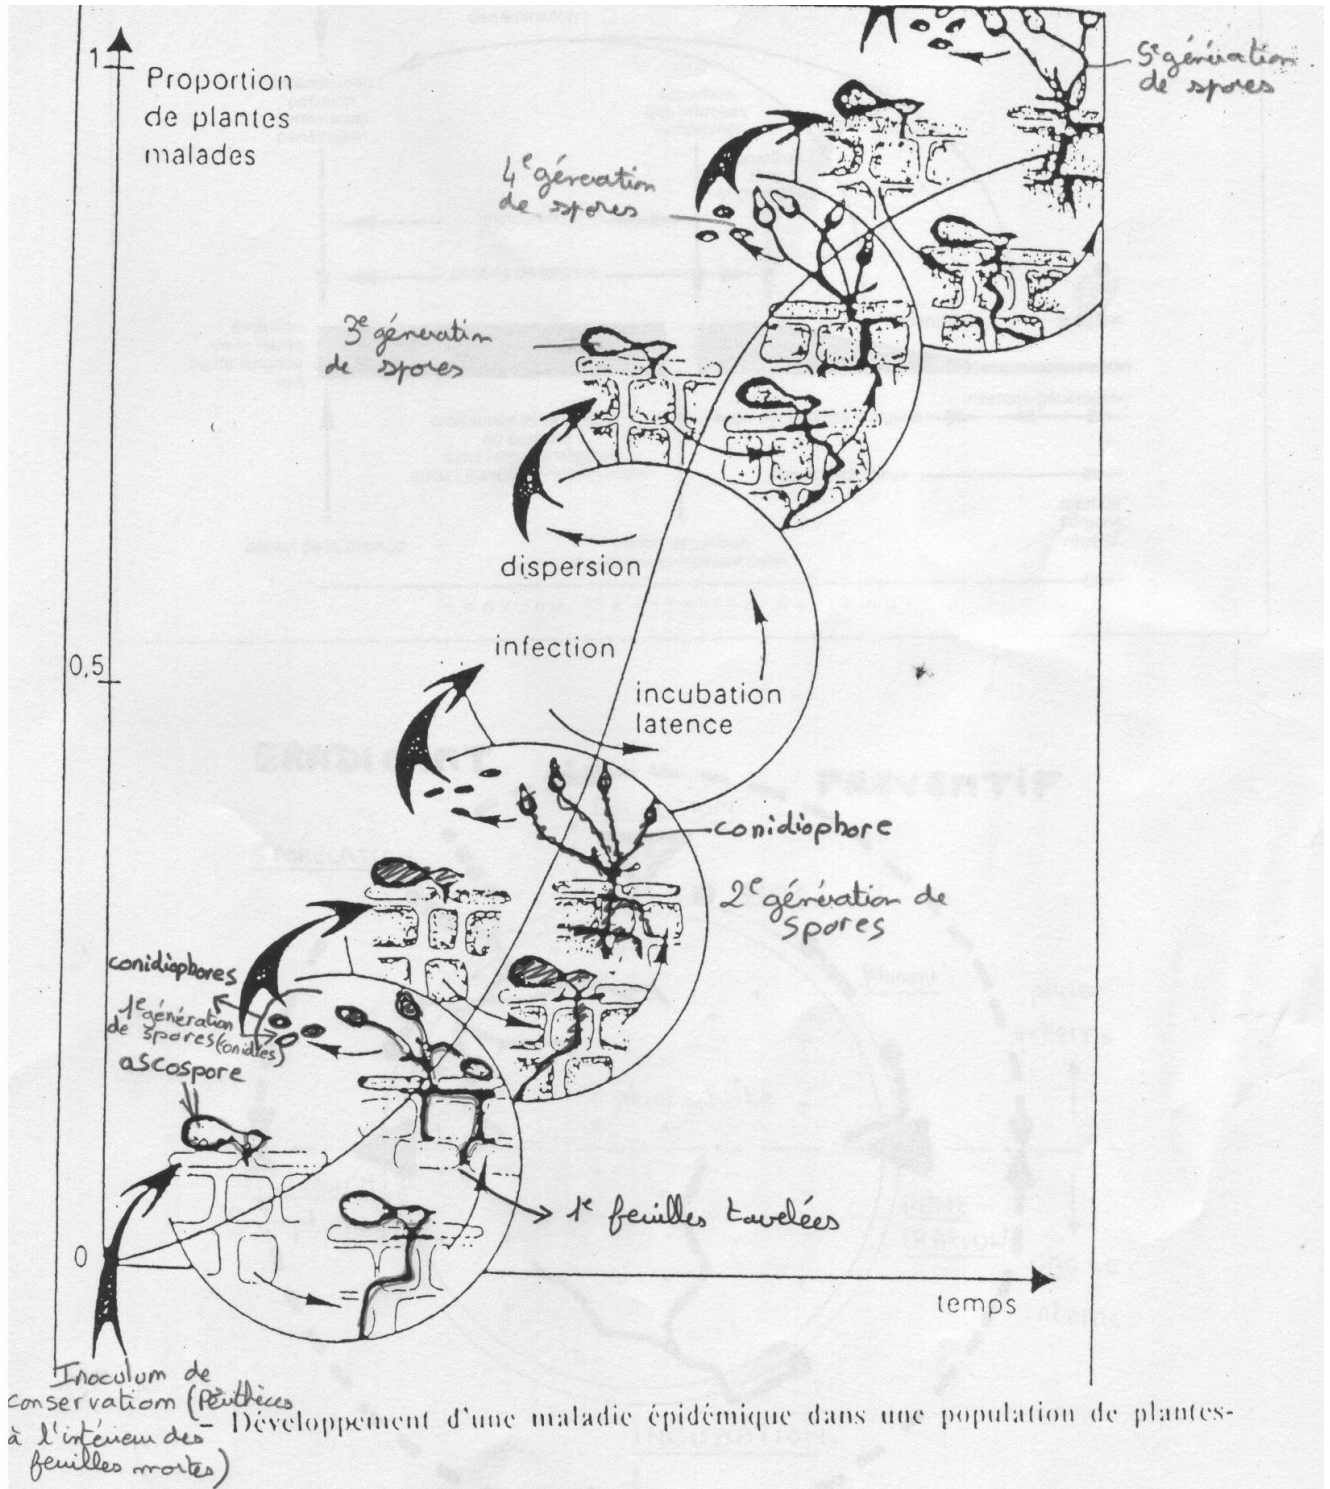 1
Proportion
de plantes
malades
5e génération
de spores
4e génération
de spores
3e génération
de spores
dispersion
infection
0,5
incubation
latence
conidiophore
2e génération de
spores
conidiophores
1e génération
de spores (conidies)
ascospore
1e feuilles tavelées
0
temps
Inoculum de
conservation (Périthèces
à l'intérieur des
feuilles mortes)
- Développement d'une maladie épidémique dans une population de plantes-
ERADICANT
PREVENTIF